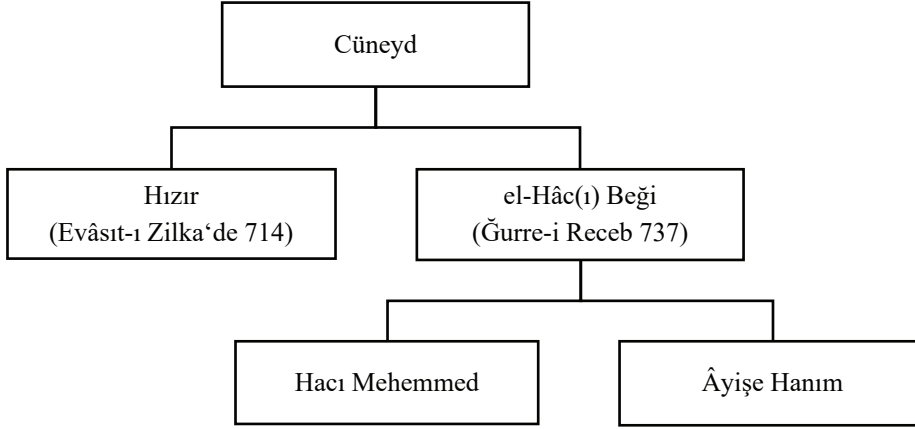 Cüneyd
Hızır
(Evâsıt-ı Zilka‘de 714)
el-Hâc(ı) Beği
(Ğurre-i Receb 737)
Hacı Mehemmed
Âyişe Hanım